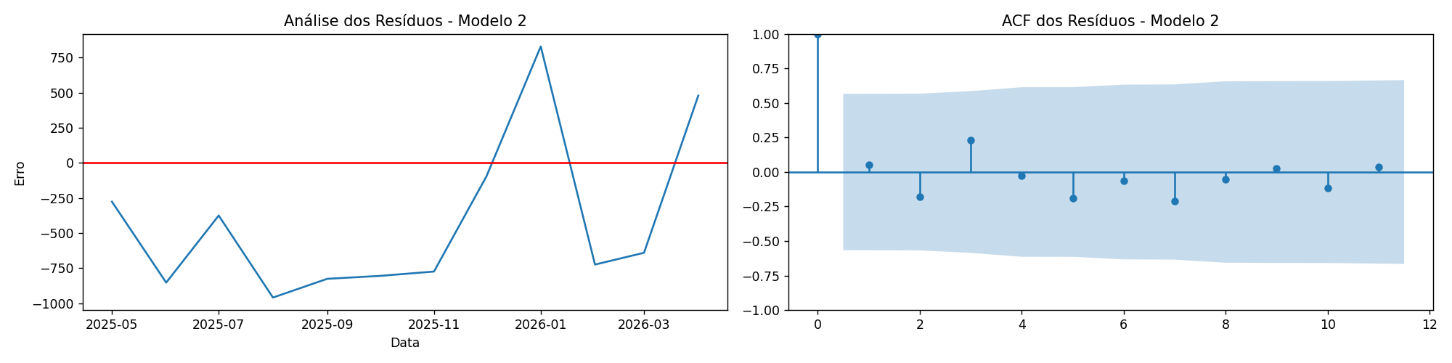 Análise dos Resíduos - Modelo 2
750
500
250
0
−250
−500
−750
−1000
Erro
2025-05 2025-07 2025-09 2025-11 2026-01 2026-03
Data
ACF dos Resíduos - Modelo 2
1.00
0.75
0.50
0.25
0.00
−0.25
−0.50
−0.75
−1.00
0 2 4 6 8 10 12